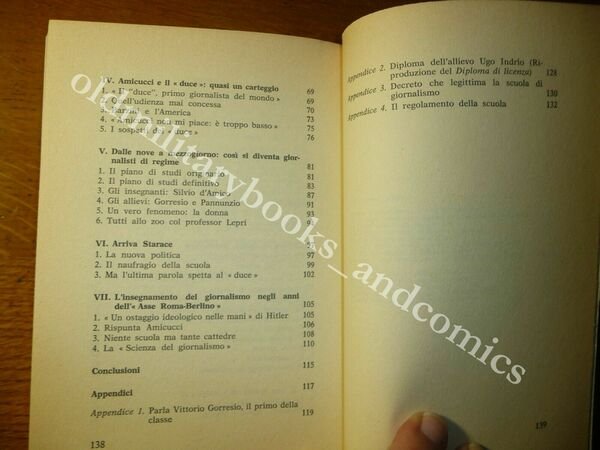 IV. Amicucci e il « duce »: quasi un carteggio 69
1. « Il "duce", primo giornalista del mondo » 69
2. Quell'udienza mai concessa 70
3. l'America 73
4. « Amicucci non mi piace: è troppo basso » 75
5. I sospetti del « duce » 76
V. Dalle nove a mezzogiorno: così si diventa gior-
nalisti di regime 81
1. Il piano di studi originario 81
2. Il piano di studi definitivo 83
3. Gli insegnanti: Silvio d'Amico 87
4. Gli allievi: Gorresio e Pannunzio 91
5. Un vero fenomeno: la donna 93
6. Tutti allo zoo col professor Lepri
VI. Arriva Starace 97
1. La nuova politica 97
2. Il naufragio della scuola 99
3. Ma l'ultima parola spetta al « duce » 102
VII. L'insegnamento del giornalismo negli anni
dell'« Asse Roma-Berlino » 105
1. « Un ostaggio ideologico nelle mani » di Hitler 105
2. Rispunta Amicucci 106
3. Niente scuola ma tante cattedre 108
4. La « Scienza del giornalismo » 110
Conclusioni 115
Appendici 117
Appendice 1. Parla Vittorio Gorresio, il primo della
classe 119
138
Appendice 2. Diploma dell'allievo Ugo Indrio (Ri-
produzione del Diploma di licenza) 128
Appendice 3. Decreto che legittima la scuola di
giornalismo 130
Appendice 4. Il regolamento della scuola 132
139
oldmilitarybooks_andcomics